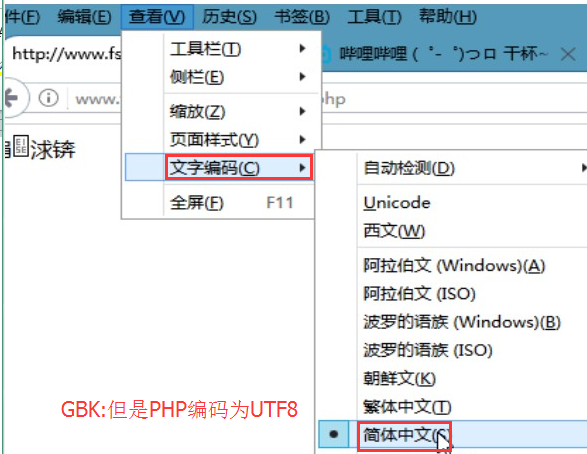 件(F) 编辑(E) 查看(V) 历史(S) 书签(B) 工具(T) 帮助(H)
http://www.fs
哔哩哔哩 ( ゜- ゜)つロ 干杯~
www.
php
工具栏(T)
侧栏(E)
缩放(Z)
页面样式(Y)
文字编码(C)
全屏(F) F11
浗锛
自动检测(D)
Unicode
西文(W)
阿拉伯文 (Windows)(A)
阿拉伯文 (ISO)
波罗的语族 (Windows)(B)
波罗的语族 (ISO)
朝鲜文(K)
繁体中文(T)
简体中文(S)
GBK:但是PHP编码为UTF8